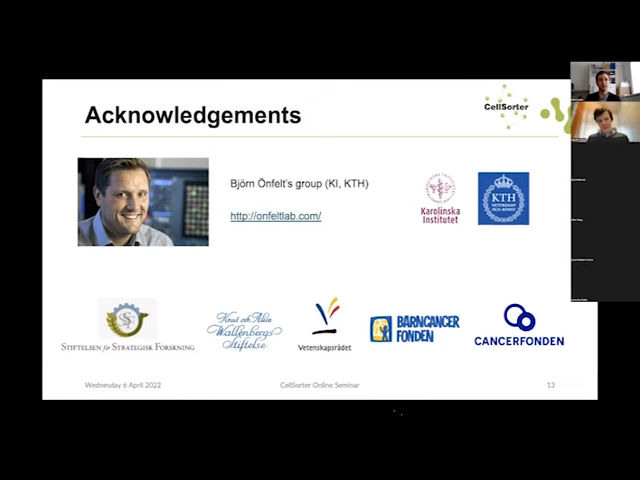 Acknowledgements
CellSorter
Björn Önfelt's group (KI, KTH)
http://onfeltlab.com/
Karolinska
Institutet
KTH
VETENSKAP
OCH KONST
STIFTELSEN för STRATEGISK FORSKNING
Knut och Alice
Wallenbergs
Stiftelse
Vetenskapsrådet
BARNCANCER
FONDEN
CANCERFONDEN
Wednesday 6 April 2022
CellSorter Online Seminar
13